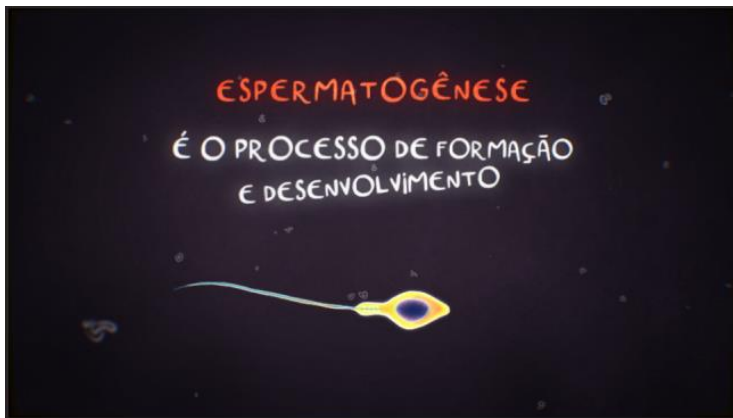 ESPERMATOGÊNESE
É O PROCESSO DE FORMAÇÃO
E DESENVOLVIMENTO